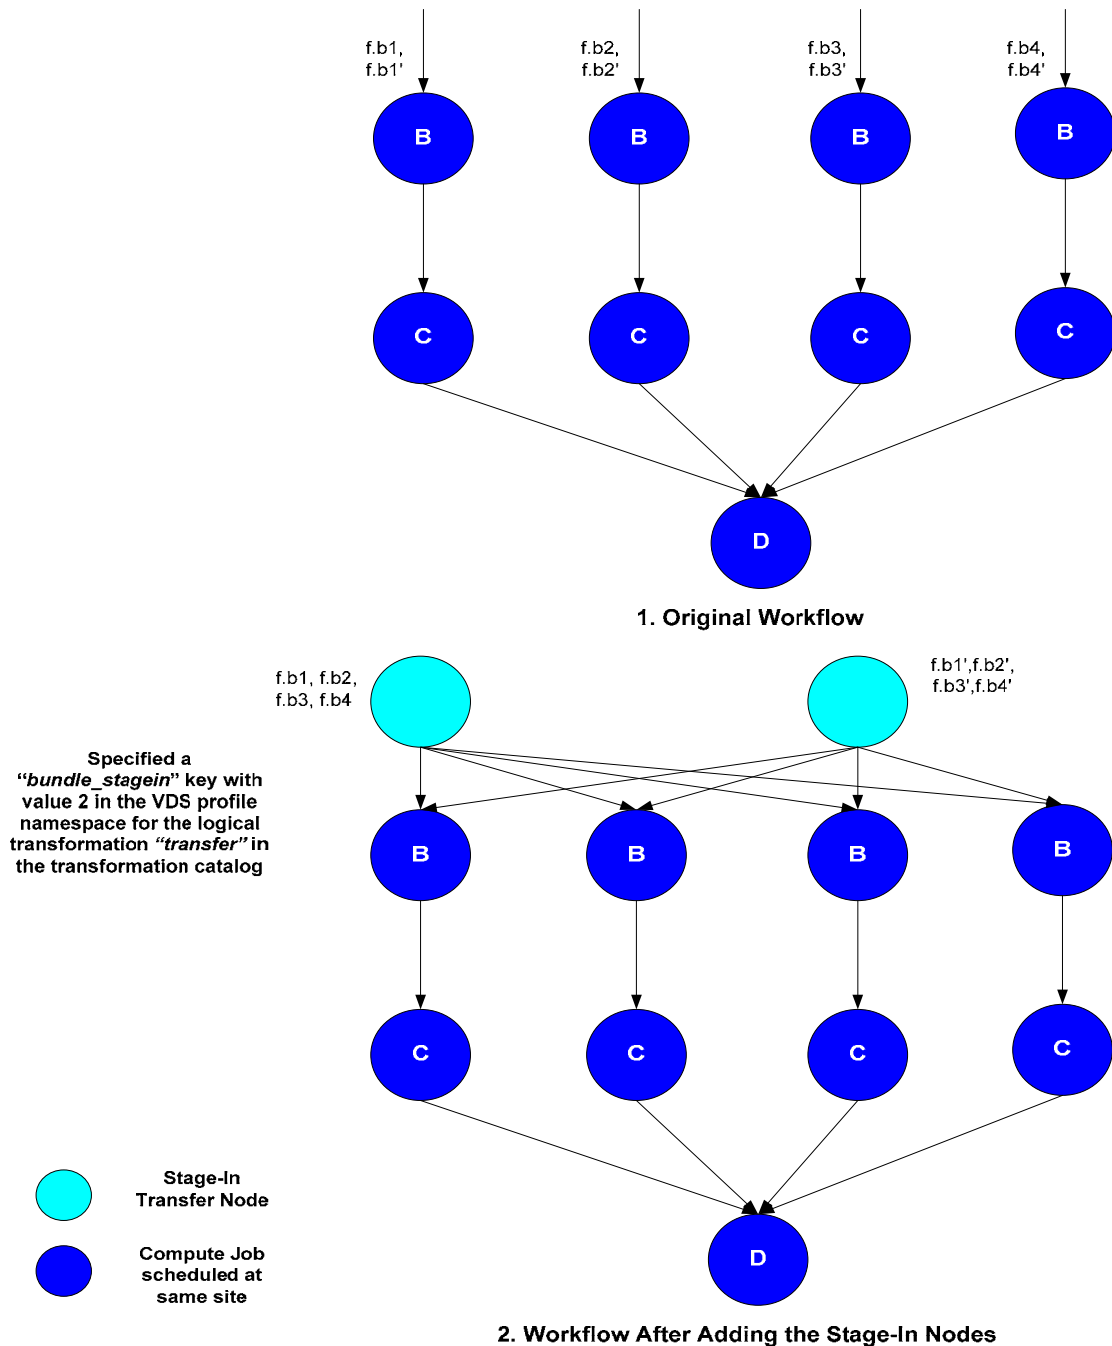 f.b1,
f.b1'
f.b2,
f.b2'
f.b3,
f.b3'
f.b4,
f.b4'
B
B
B
B
C
C
C
C
D
1. Original Workflow
f.b1, f.b2,
f.b3, f.b4
f.b1',f.b2',
f.b3',f.b4'
Specified a
“bundle_stagein” key with
value 2 in the VDS profile
namespace for the logical
transformation “transfer” in
the transformation catalog
B
B
B
B
C
C
C
C
Stage-In
Transfer Node
Compute Job
scheduled at
same site
D
2. Workflow After Adding the Stage-In Nodes